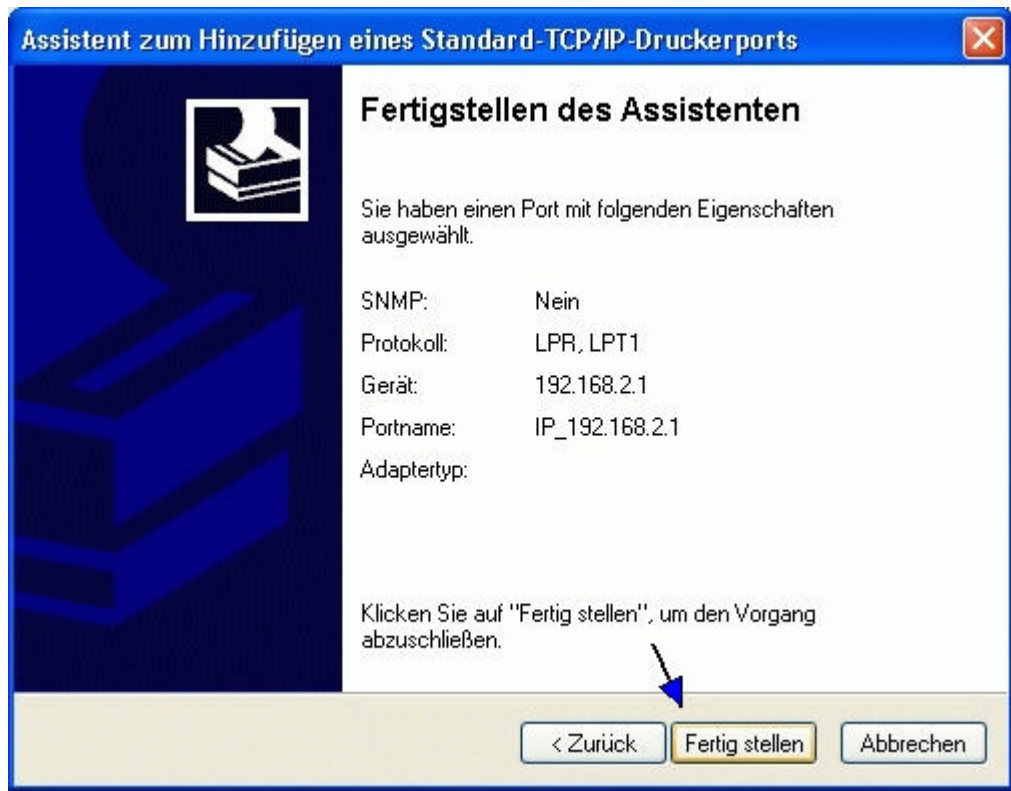 Assistent zum Hinzufügen eines Standard-TCP/IP-Druckerports
Fertigstellen des Assistenten
Sie haben einen Port mit folgenden Eigenschaften
ausgewählt.
SNMP: Nein
Protokoll: LPR, LPT1
Gerät: 192.168.2.1
Portname: IP_192.168.2.1
Adaptertyp:
Klicken Sie auf "Fertig stellen", um den Vorgang
abzuschließen.
< Zurück Fertig stellen Abbrechen